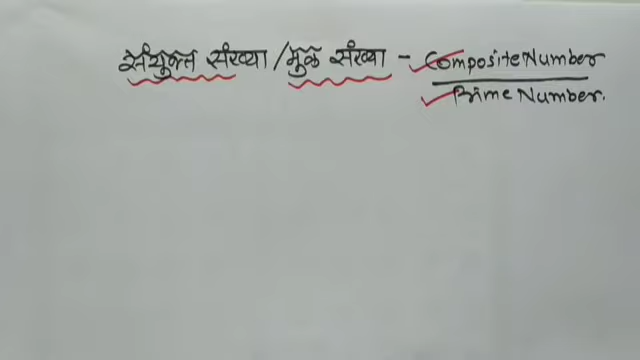 संयुक्त संख्या / मुळ संख्या - Composite Number
Prime Number.